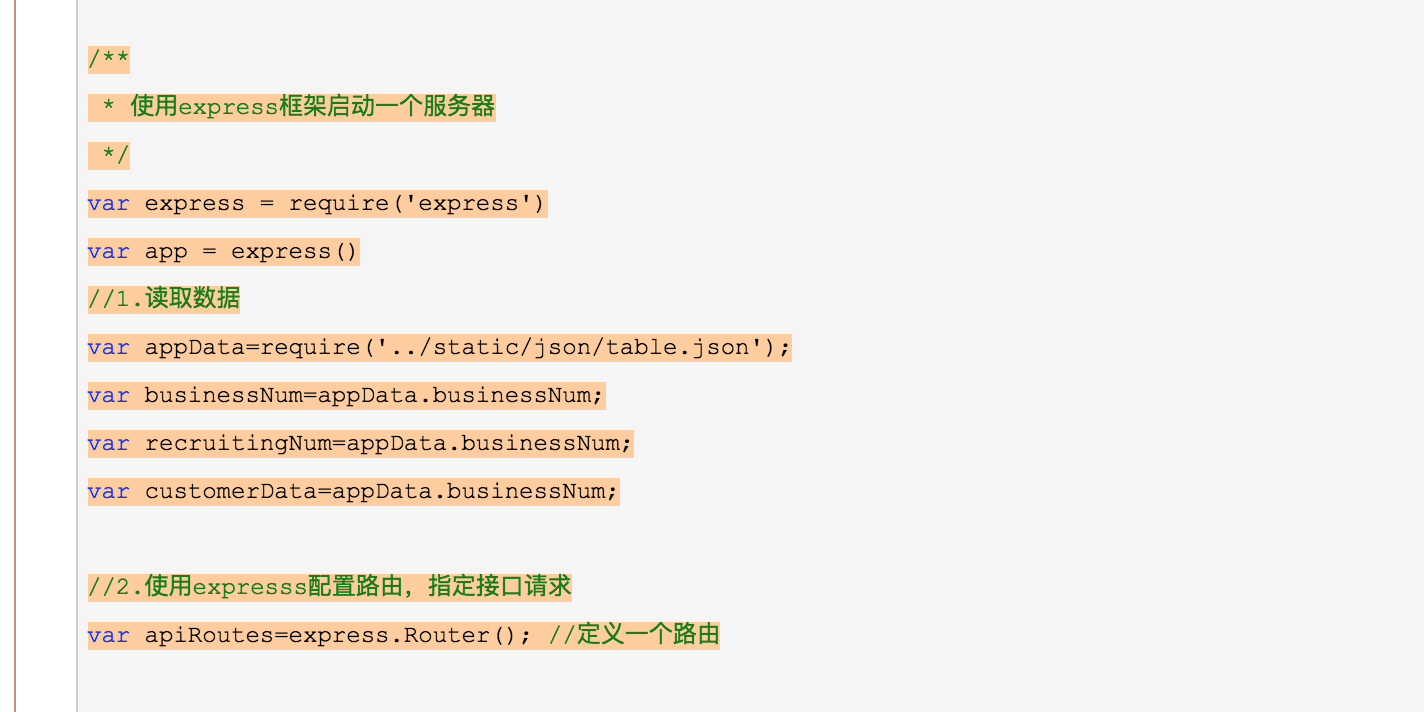 /**
 * 使用express框架启动一个服务器
 */
var express = require('express')
var app = express()
//1.读取数据
var appData=require('../static/json/table.json');
var businessNum=appData.businessNum;
var recruitingNum=appData.businessNum;
var customerData=appData.businessNum;
//2.使用expresss配置路由，指定接口请求
var apiRoutes=express.Router(); //定义一个路由